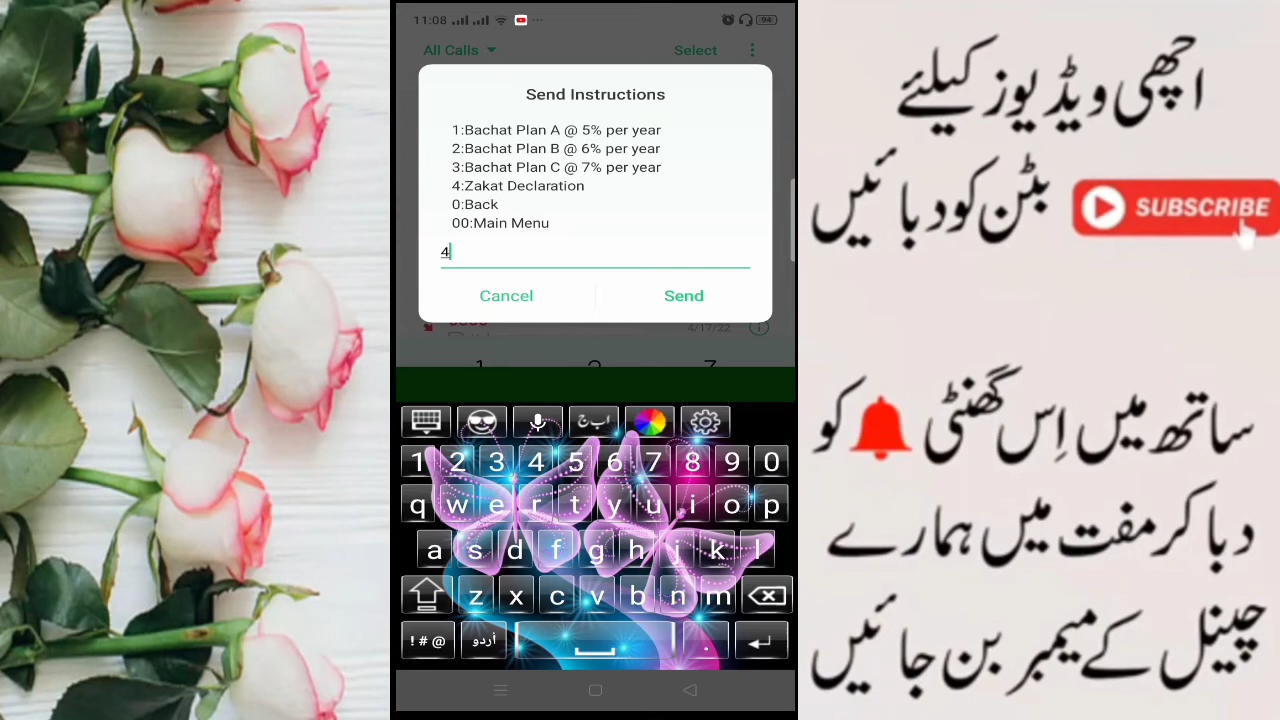 11:08
94
All Calls
Select
Send Instructions
1:Bachat Plan A @ 5% per year
2:Bachat Plan B @ 6% per year
3:Bachat Plan C @ 7% per year
4:Zakat Declaration
0:Back
00:Main Menu
4
Cancel
Send
4/17/22
ا ب ج
1 2 3 4 5 6 7 8 9 0
q w e r t y u i o p
a s d f g h j k l
z x c v b n m
! # @
اُردو
.
اچھی ویڈیوز کیلئے
بٹن کو دبائیں
SUBSCRIBE
ساتھ میں اِس گھنٹی کو
دبا کر مفت میں ہمارے
چینل کے میمبر بن جائیں